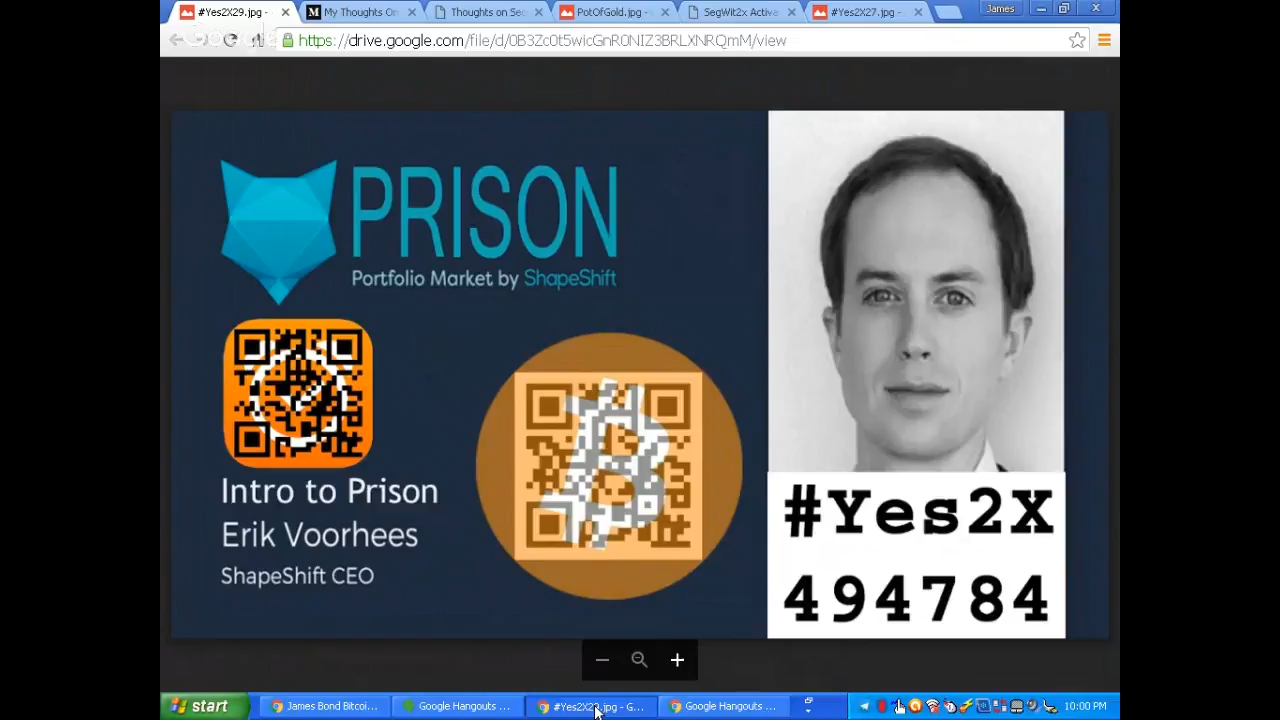 #Yes2X29.jpg -
My Thoughts On
Thoughts on Sec
PotOfGold.jpg -
SegWit2x Activa
#Yes2X27.jpg -
James
https://drive.google.com/file/d/0B3Zc0t5wicGnR0NIZ3BRLXNRQmM/view
PRISON
Portfolio Market by ShapeShift
Intro to Prison
Erik Voorhees
ShapeShift CEO
#Yes2X
494784
start
James Bond Bitcoi...
Google Hangouts ...
#Yes2X29.jpg - G...
Google Hangouts ...
10:00 PM